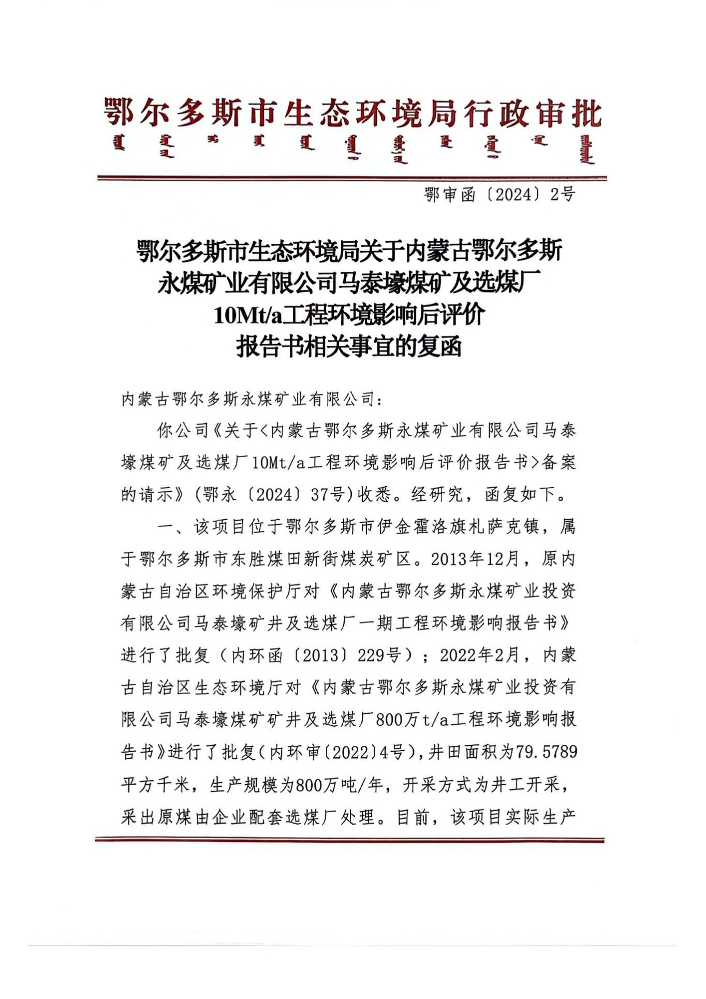 鄂尔多斯市生态环境局行政审批
鄂审函〔2024〕2号
鄂尔多斯市生态环境局关于内蒙古鄂尔多斯
永煤矿业有限公司马泰壕煤矿及选煤厂
10Mt/a工程环境影响后评价
报告书相关事宜的复函
内蒙古鄂尔多斯永煤矿业有限公司：
你公司《关于<内蒙古鄂尔多斯永煤矿业有限公司马泰
壕煤矿及选煤厂10Mt/a工程环境影响后评价报告书>备案
的请示》(鄂永〔2024〕37号)收悉。经研究，函复如下。
一、该项目位于鄂尔多斯市伊金霍洛旗札萨克镇，属
于鄂尔多斯市东胜煤田新街煤炭矿区。2013年12月，原内
蒙古自治区环境保护厅对《内蒙古鄂尔多斯永煤矿业投资
有限公司马泰壕矿井及选煤厂一期工程环境影响报告书》
进行了批复（内环函〔2013〕229号）；2022年2月，内蒙
古自治区生态环境厅对《内蒙古鄂尔多斯永煤矿业投资有
限公司马泰壕煤矿矿井及选煤厂800万t/a工程环境影响报
告书》进行了批复(内环审〔2022〕4号),井田面积为79.5789
平方千米，生产规模为800万吨/年，开采方式为井工开采，
采出原煤由企业配套选煤厂处理。目前，该项目实际生产